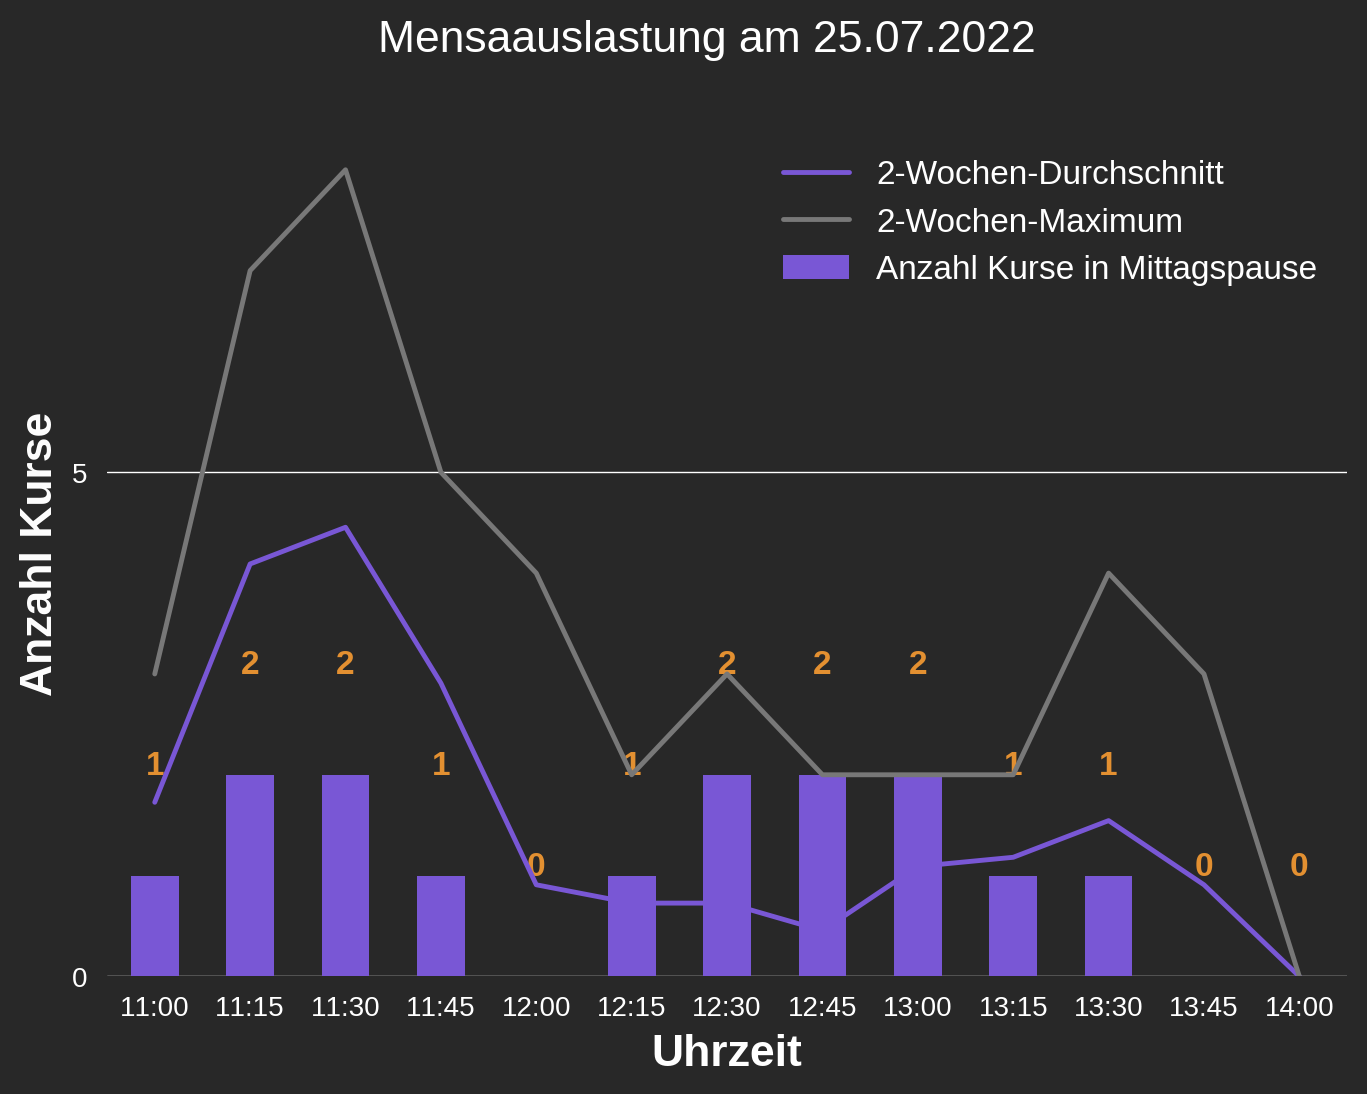 Mensaauslastung am 25.07.2022
2-Wochen-Durchschnitt
2-Wochen-Maximum
Anzahl Kurse in Mittagspause
Anzahl Kurse
5
0
1 2 2 1 0 1 2 2 2 1 1 0 0
11:00 11:15 11:30 11:45 12:00 12:15 12:30 12:45 13:00 13:15 13:30 13:45 14:00
Uhrzeit